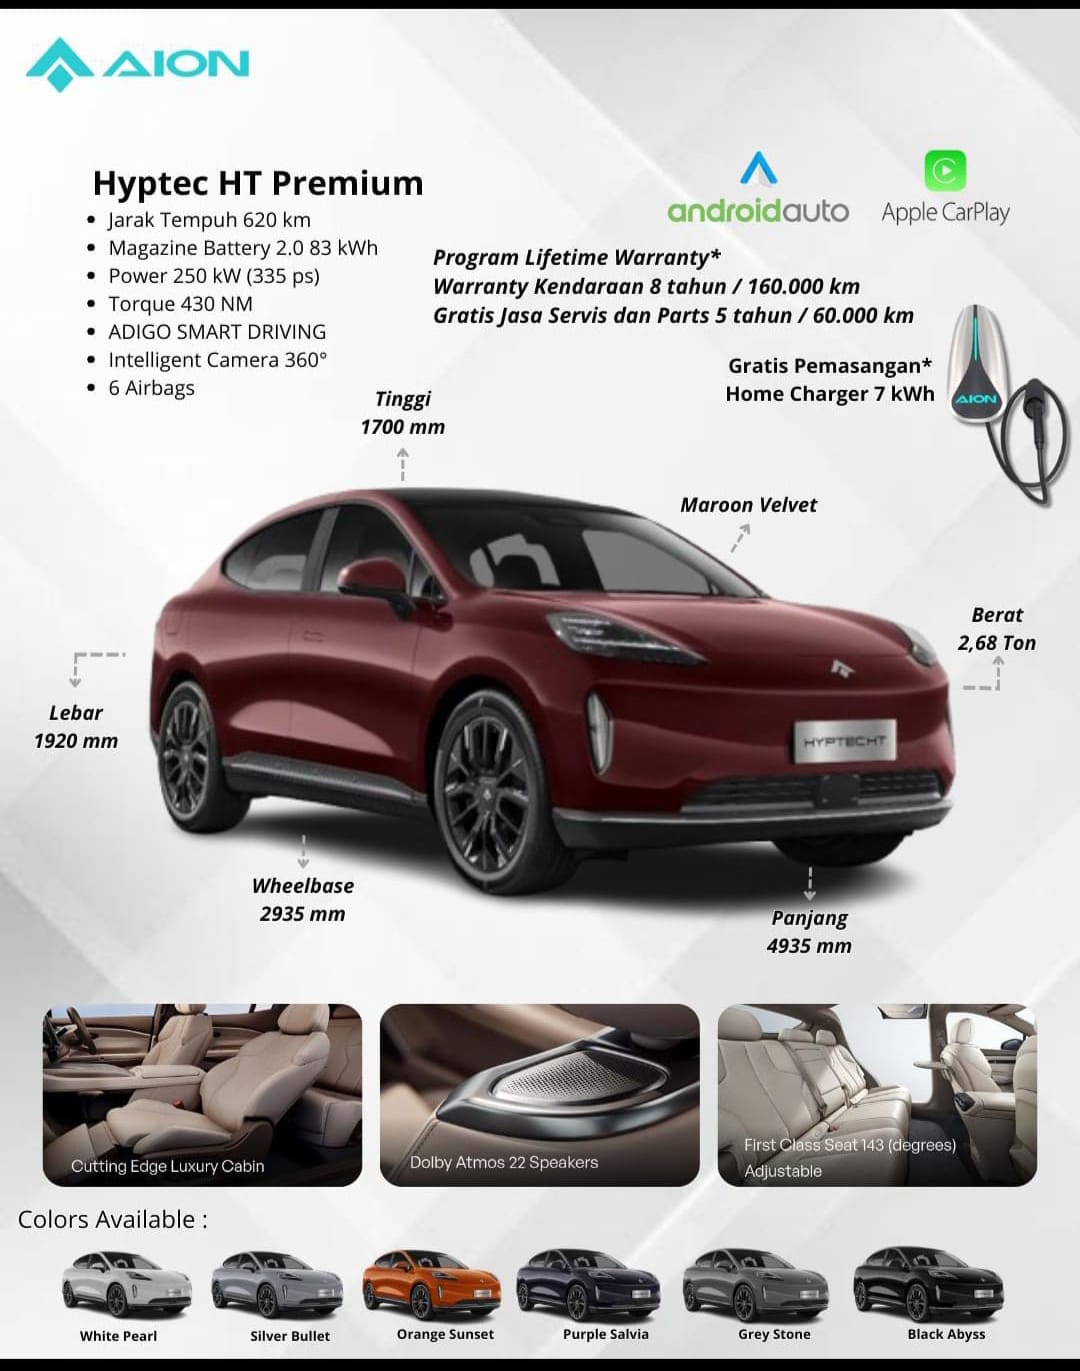 AION
Hyptec HT Premium
• Jarak Tempuh 620 km
• Magazine Battery 2.0 83 kWh
• Power 250 kW (335 ps)
• Torque 430 NM
• ADIGO SMART DRIVING
• Intelligent Camera 360°
• 6 Airbags
androidauto
Apple CarPlay
Program Lifetime Warranty*
Warranty Kendaraan 8 tahun / 160.000 km
Gratis Jasa Servis dan Parts 5 tahun / 60.000 km
Gratis Pemasangan*
Home Charger 7 kWh
AION
Tinggi
1700 mm
Maroon Velvet
Berat
2,68 Ton
Lebar
1920 mm
HYPTECHT
Wheelbase
2935 mm
Panjang
4935 mm
Cutting Edge Luxury Cabin
Dolby Atmos 22 Speakers
First Class Seat 143 (degrees)
Adjustable
Colors Available :
White Pearl
Silver Bullet
Orange Sunset
Purple Salvia
Grey Stone
Black Abyss